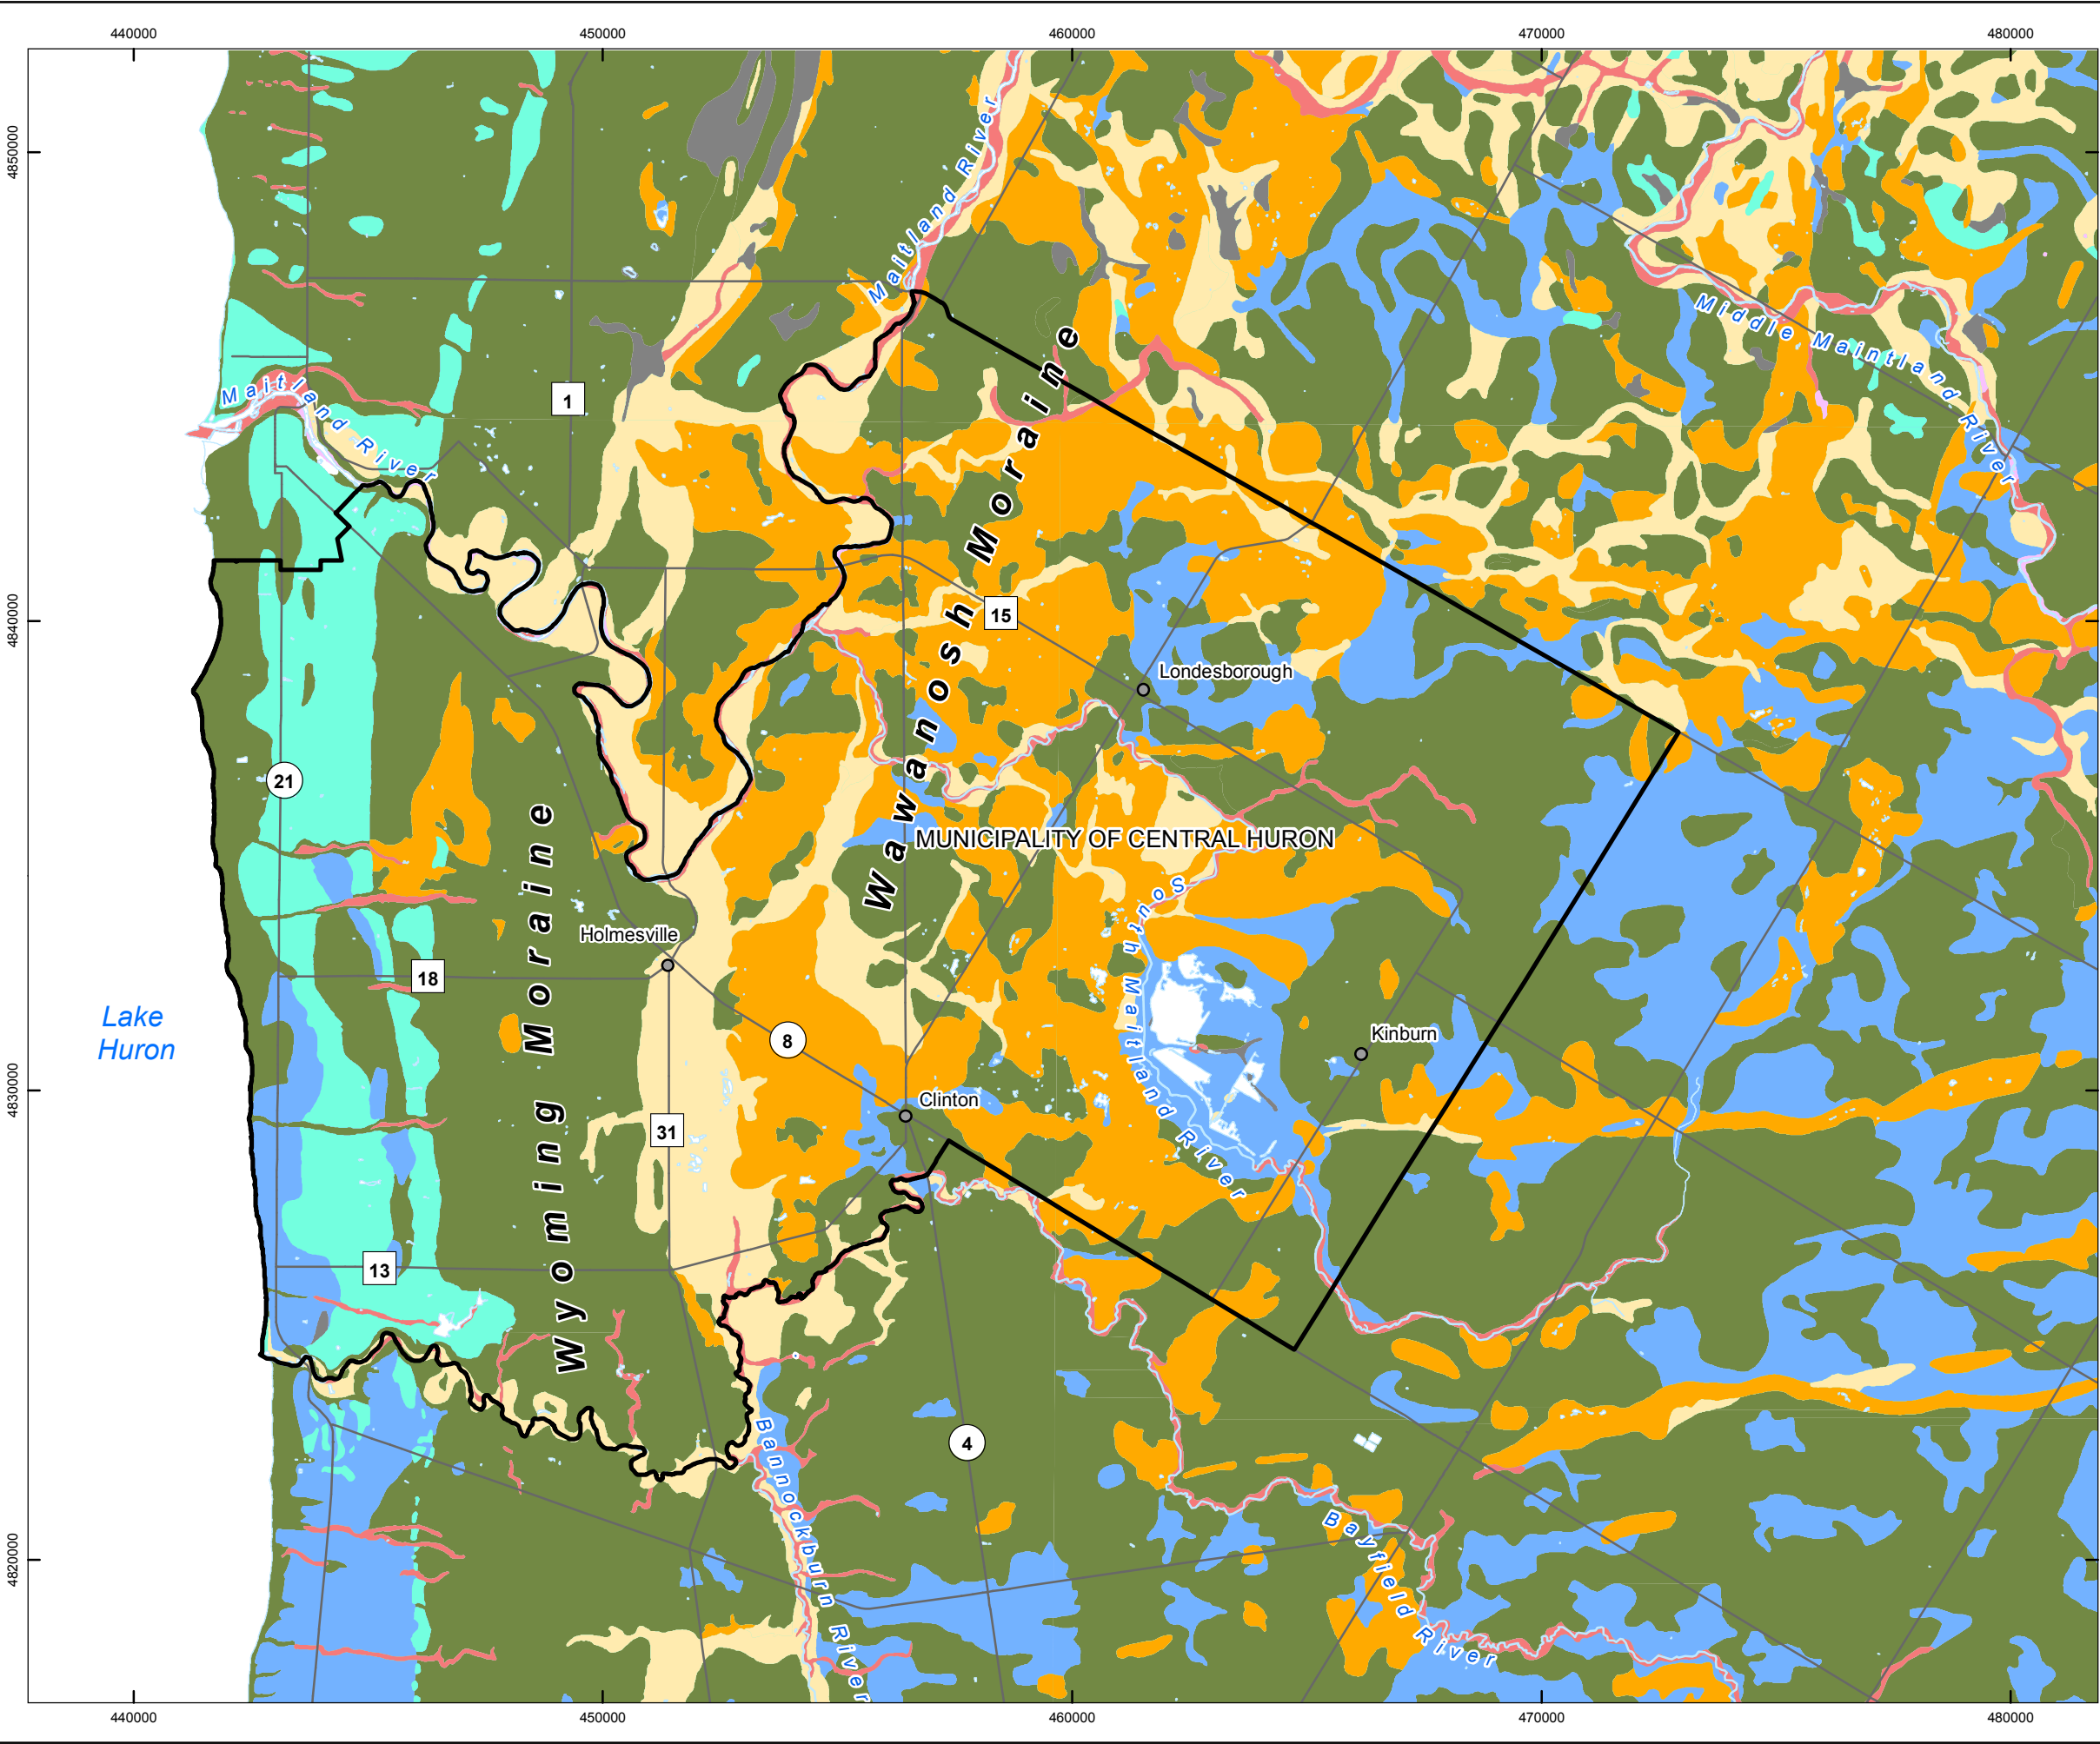 440000 450000 460000 470000 480000
4850000
Maitland River
Middle Maintland River
Maitland River
1
Wawanosh Moraine
4840000
15
Londesborough
21
MUNICIPALITY OF CENTRAL HURON
Wyoming Moraine
South Maitland River
Holmesville
18
Lake
Huron
8
Kinburn
4830000
Clinton
31
13
Bannockburn River
4
Bayfield River
4820000
440000 450000 460000 470000 480000